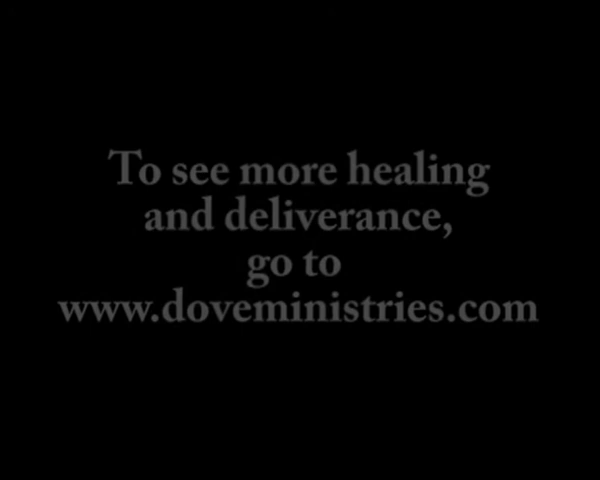 To see more healing
and deliverance,
go to
www.doveministries.com